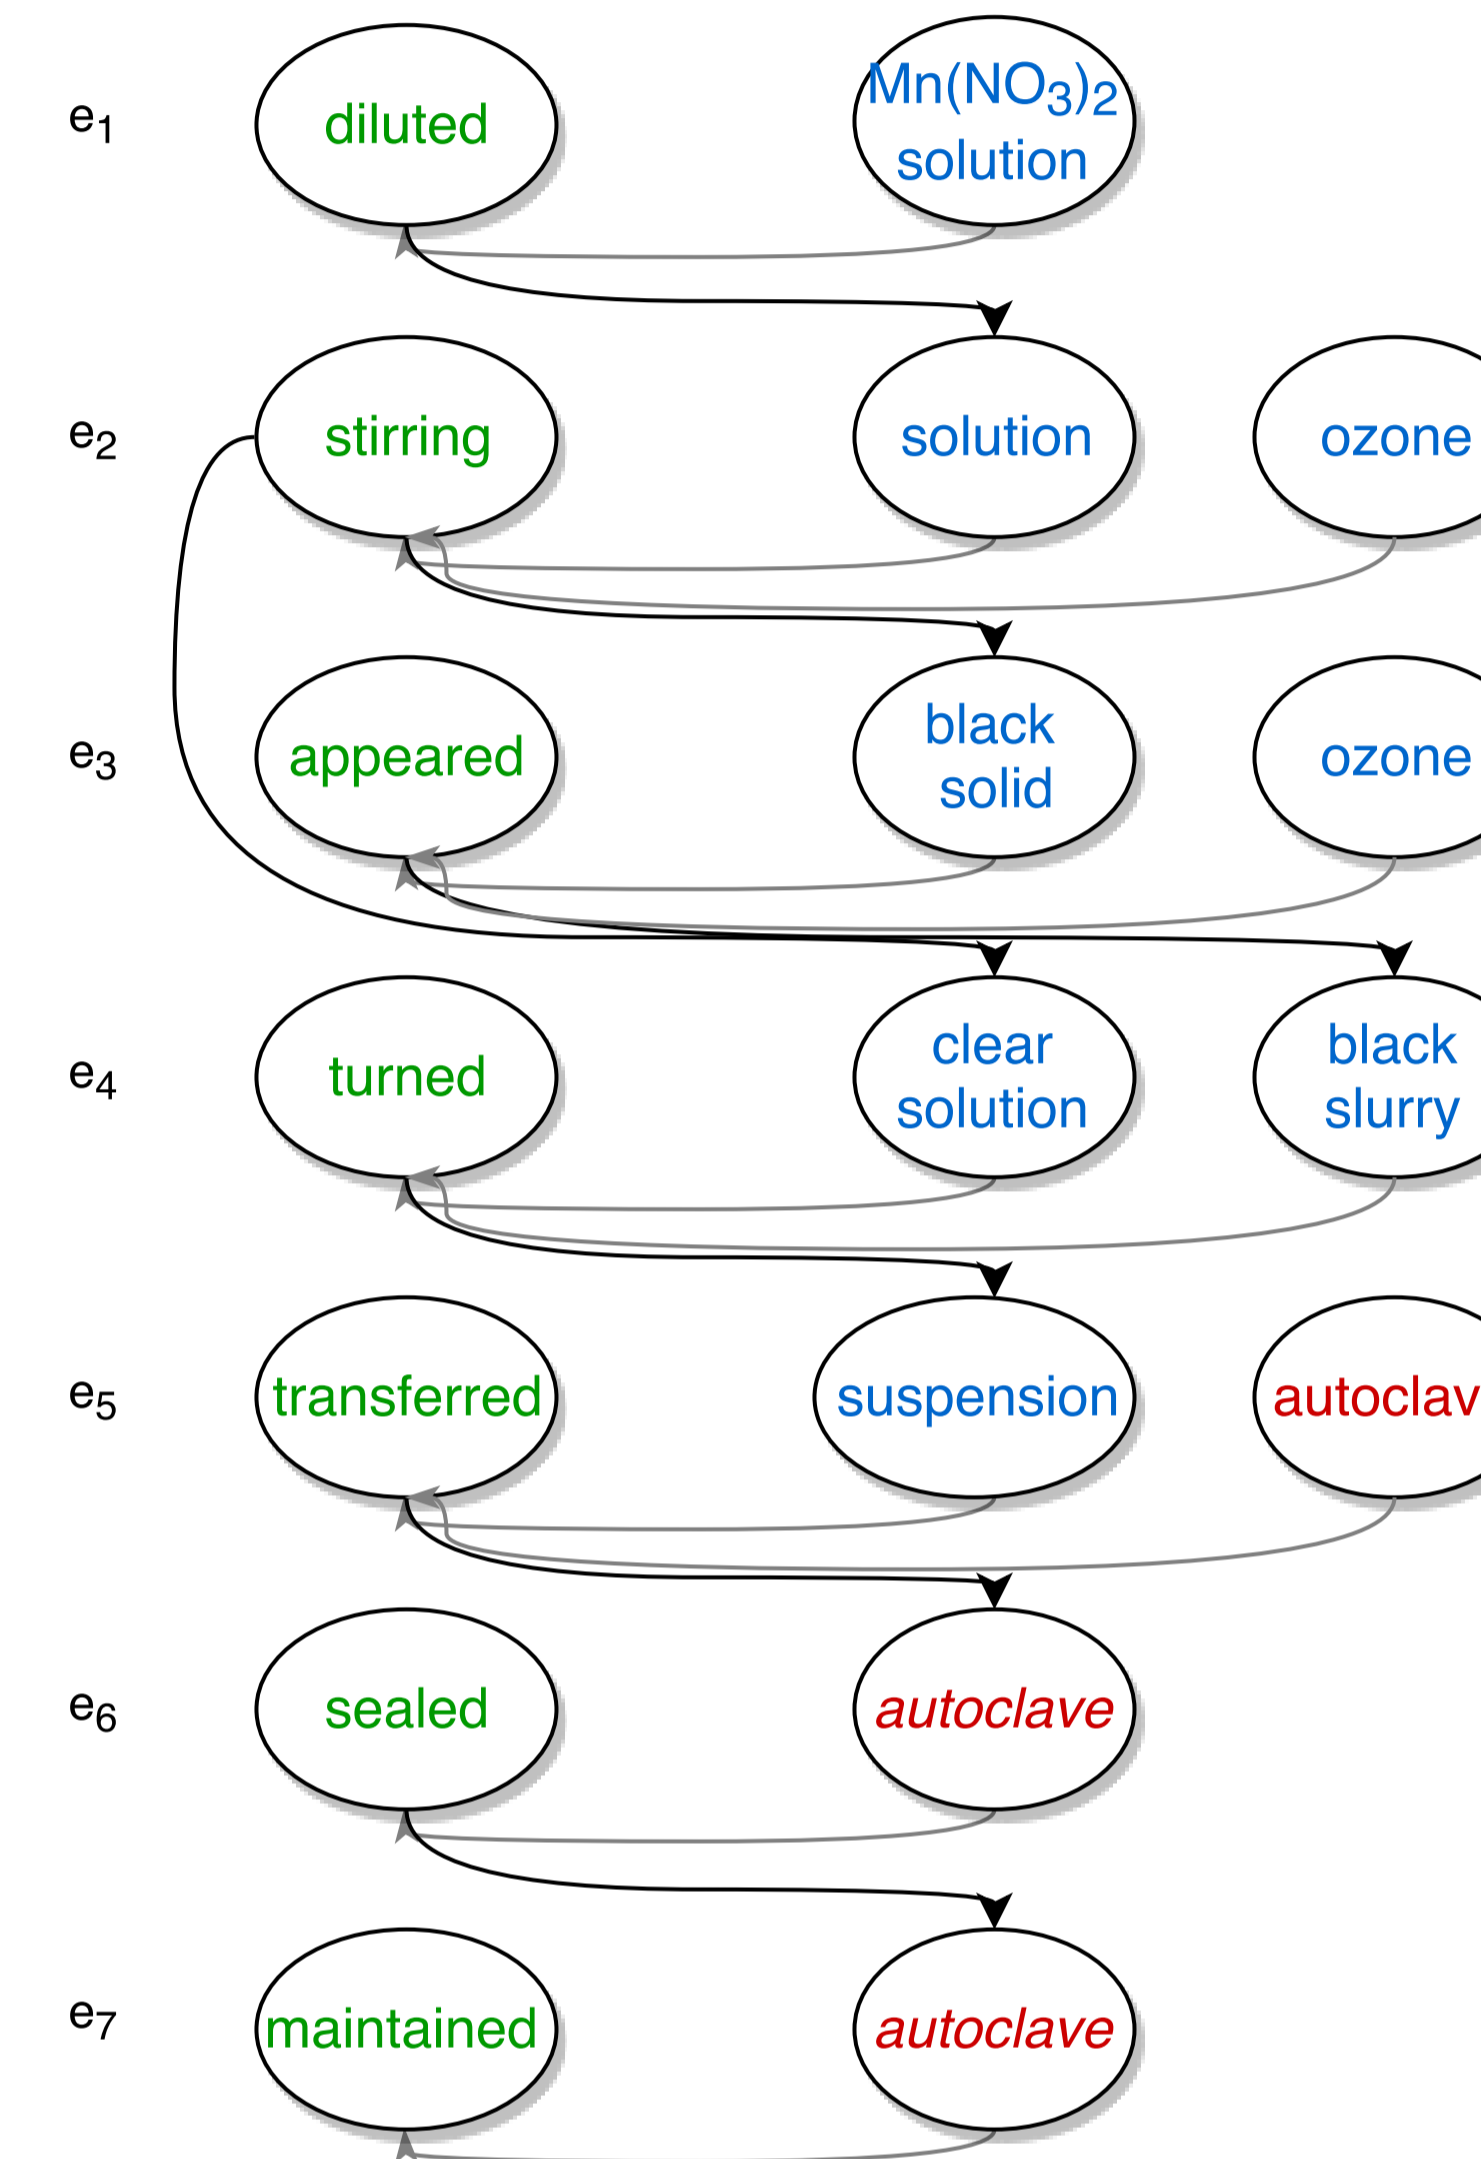 e1
diluted
Mn(NO3)2
solution
e2
stirring
solution
ozone
e3
appeared
black
solid
ozone
e4
turned
clear
solution
black
slurry
e5
transferred
suspension
autoclav
e6
sealed
autoclave
e7
maintained
autoclave